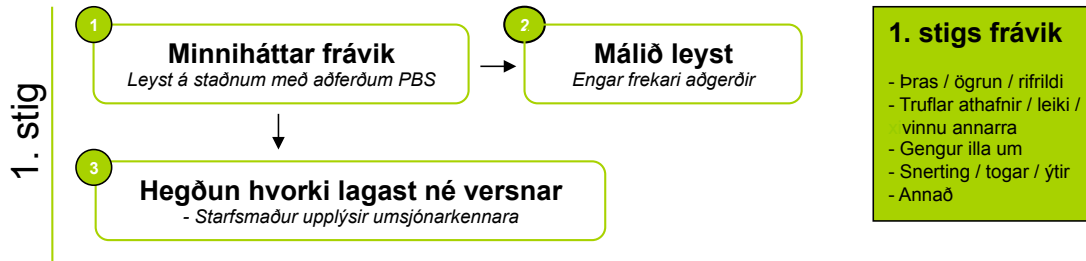 1. stig
1
Minniháttar frávik
Leyst á staðnum með aðferðum PBS
2
Málið leyst
Engar frekari aðgerðir
3
Hegðun hvorki lagast né versnar
- Starfsmaður upplýsir umsjónarkennara
1. stigs frávik
- Þras / ögrun / rifrildi
- Truflar athafnir / leiki /
vinnu annarra
- Gengur illa um
- Snerting / togar / ýtir
- Annað